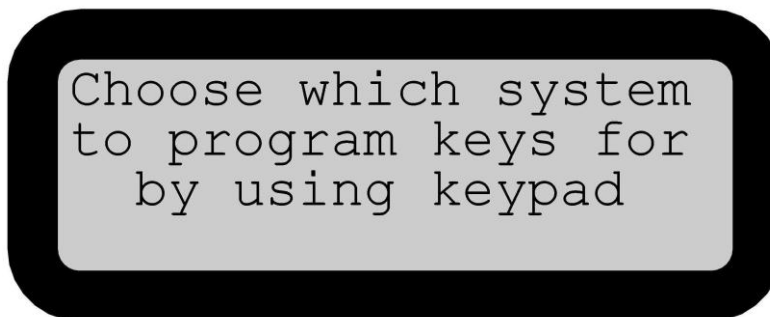 Choose which system
to program keys for
by using keypad